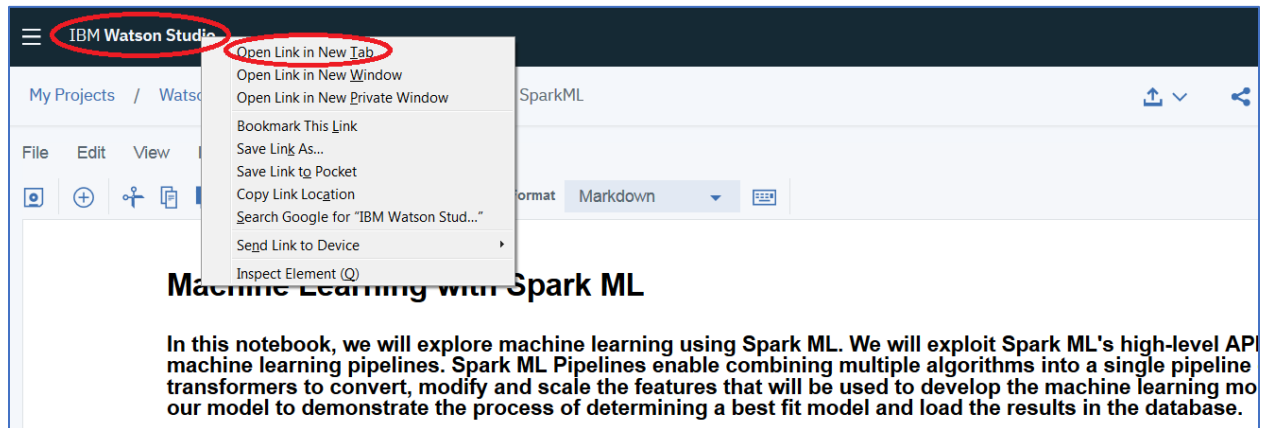 IBM Watson Studio
Open Link in New Tab
Open Link in New Window
My Projects / Watso
Open Link in New Private Window
SparkML
Bookmark This Link
File Edit View
Save Link As...
Save Link to Pocket
Copy Link Location
ormat Markdown
Search Google for “IBM Watson Stud...”
Send Link to Device
Inspect Element (Q)
Machine Learning with Spark ML
In this notebook, we will explore machine learning using Spark ML. We will exploit Spark ML's high-level API
machine learning pipelines. Spark ML Pipelines enable combining multiple algorithms into a single pipeline
transformers to convert, modify and scale the features that will be used to develop the machine learning mo
our model to demonstrate the process of determining a best fit model and load the results in the database.